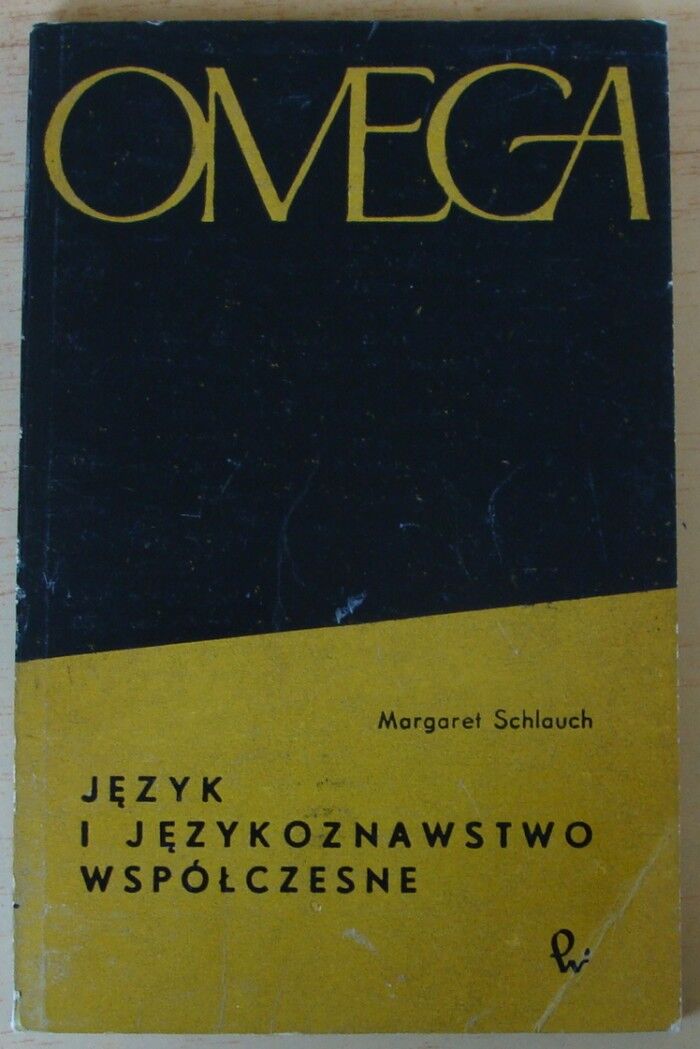 OMEGA
Margaret Schlauch
JĘZYK
I JĘZYKOZNAWSTWO
WSPÓŁCZESNE